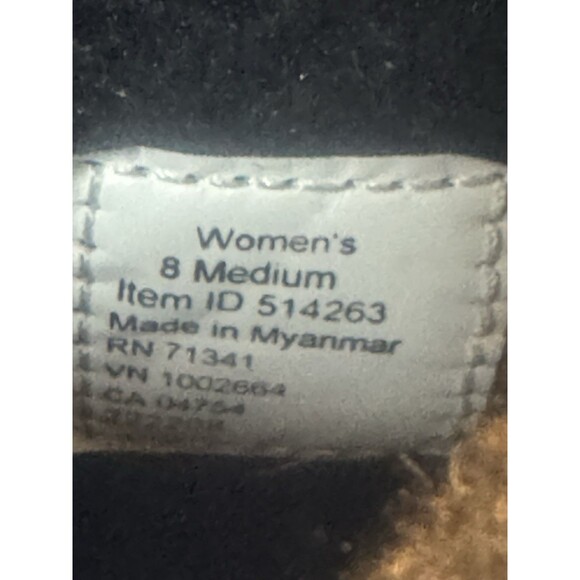 Women's
8 Medium
Item ID 514263
Made in Myanmar
RN 71341
VN 1002664
CA 04754